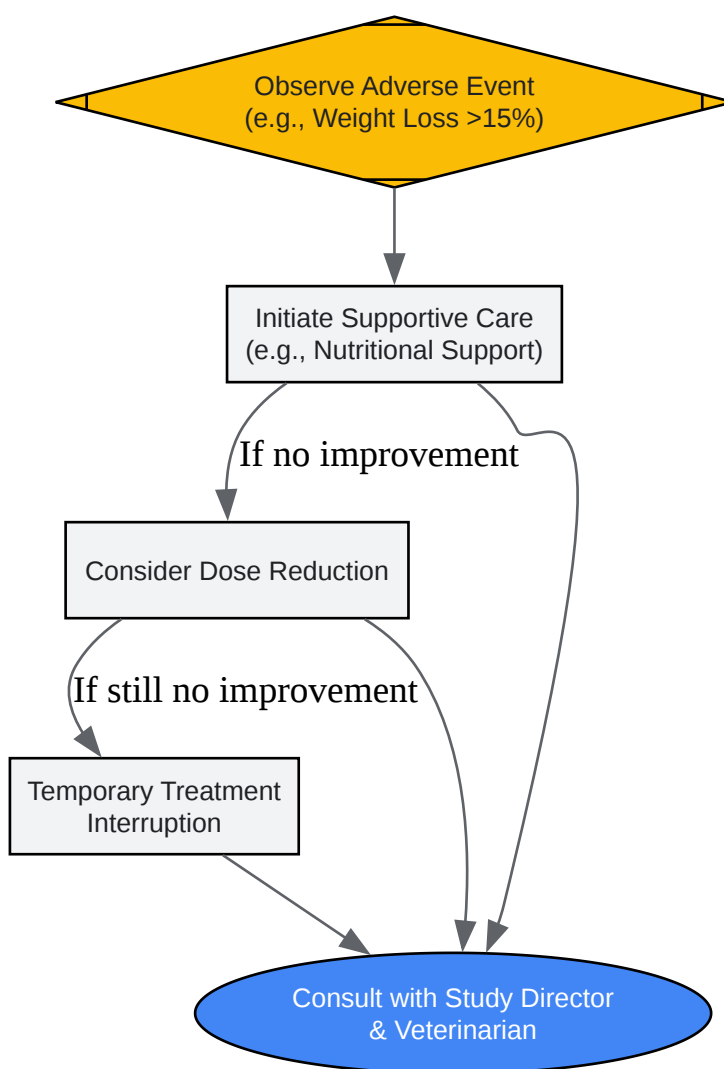 Observe Adverse Event
(e.g., Weight Loss >15%)
Initiate Supportive Care
(e.g., Nutritional Support)
If no improvement
Consider Dose Reduction
If still no improvement
Temporary Treatment
Interruption
Consult with Study Director
& Veterinarian